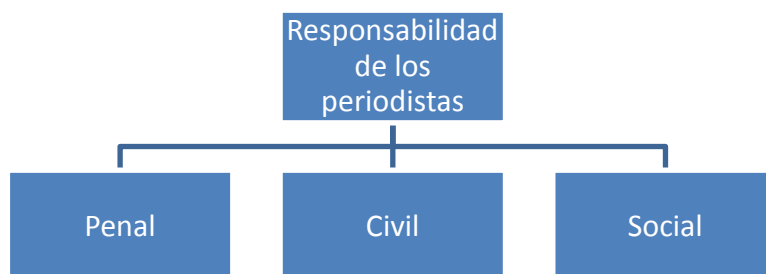 Responsabilidad
de los
periodistas
Penal
Civil
Social